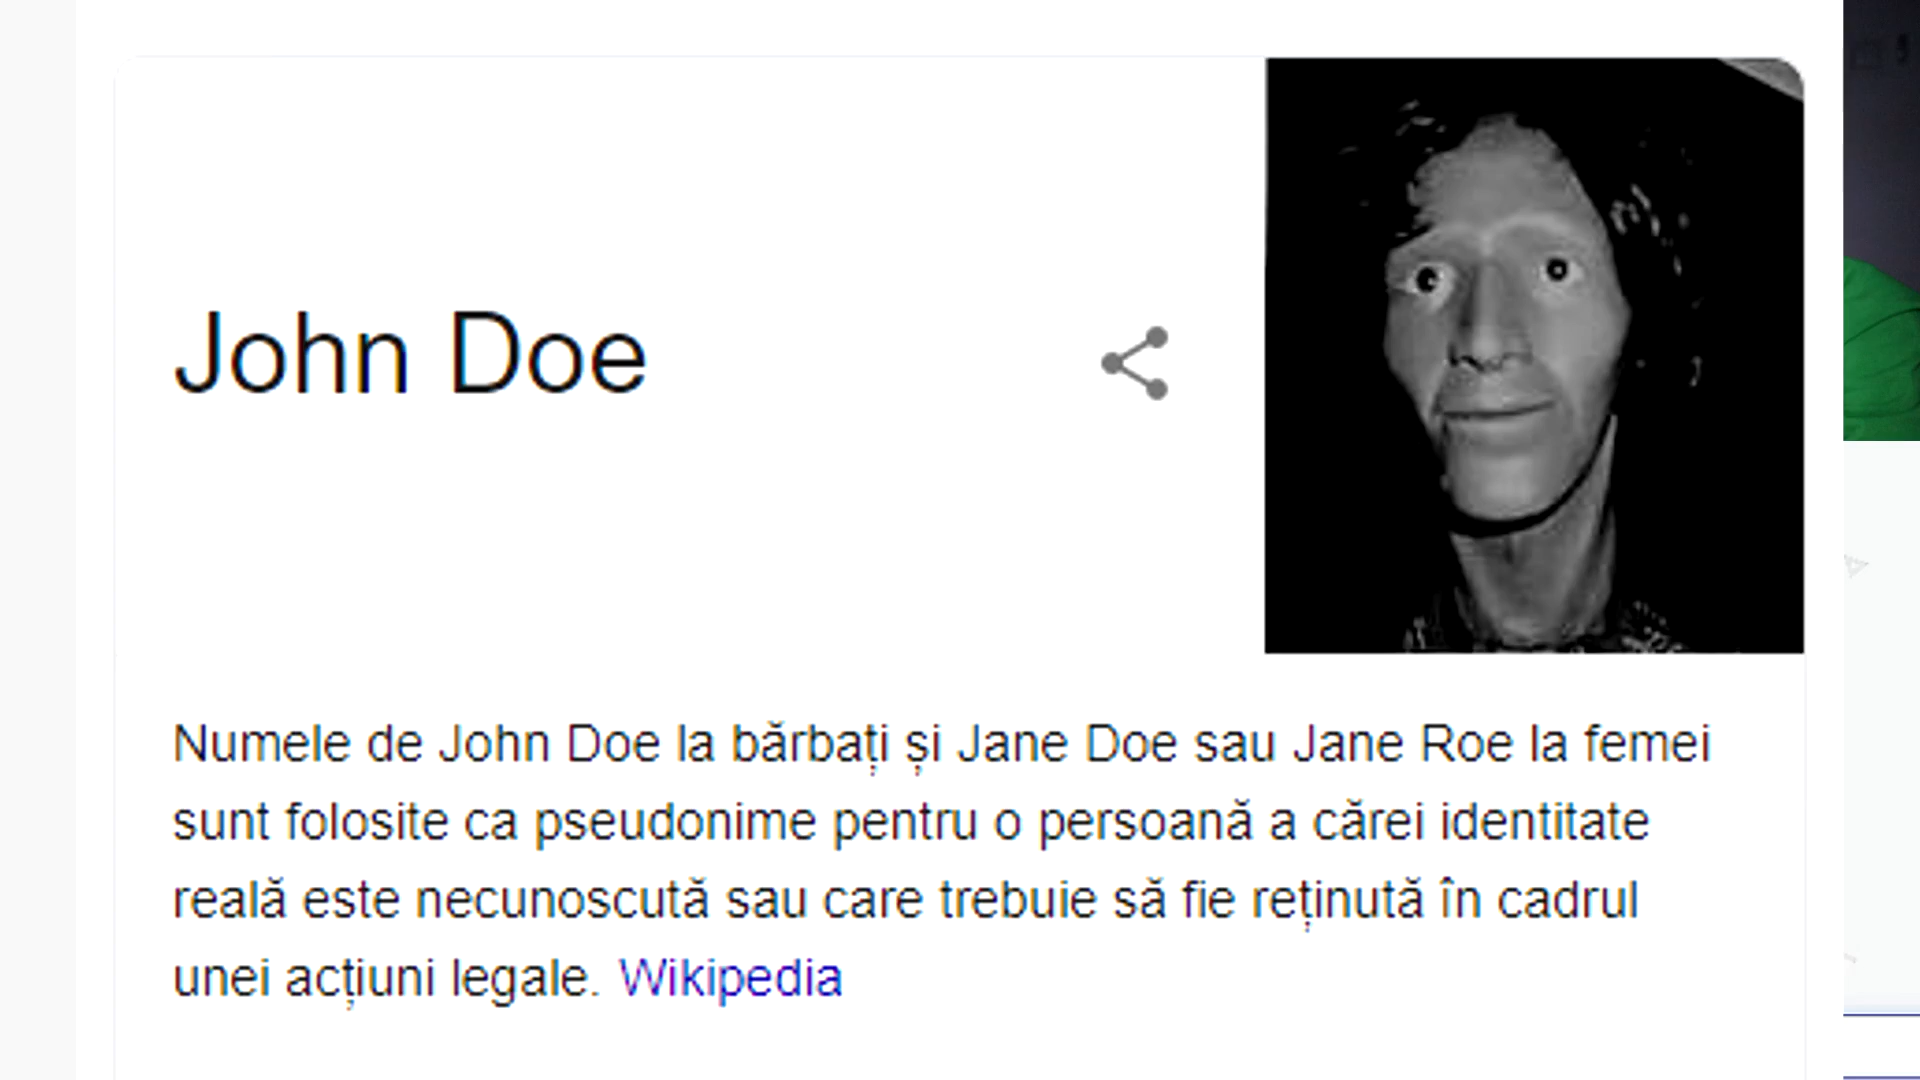 John Doe
Numele de John Doe la bărbați și Jane Doe sau Jane Roe la femei
sunt folosite ca pseudonime pentru o persoană a cărei identitate
reală este necunoscută sau care trebuie să fie reținută în cadrul
unei acțiuni legale. Wikipedia